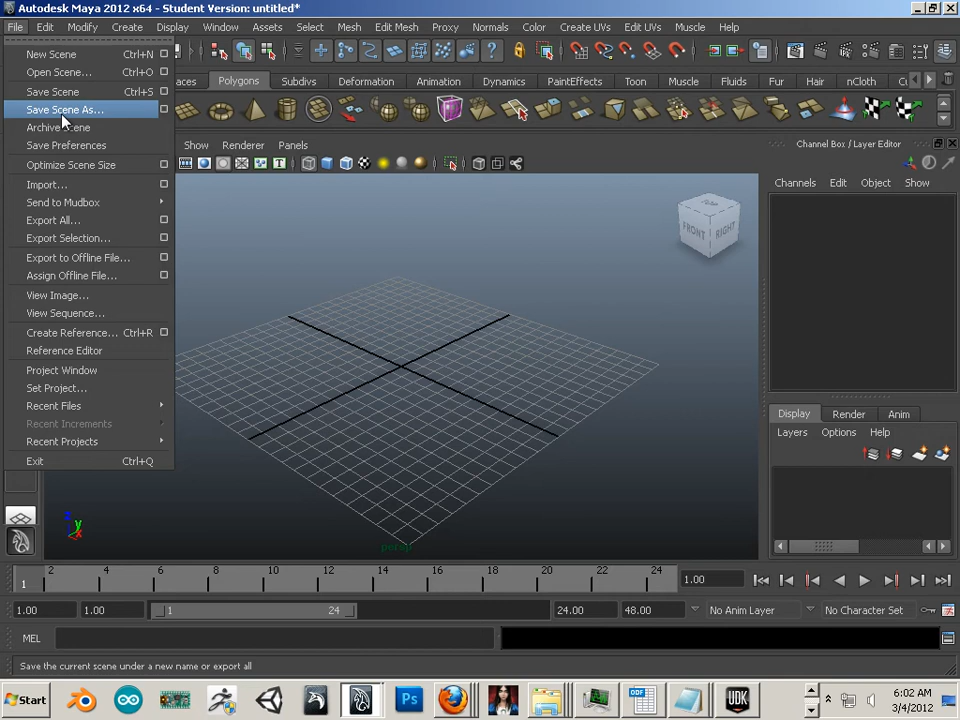 Autodesk Maya 2012 x64 - Student Version: untitled*
File Edit Modify Create Display Window Assets Select Mesh Edit Mesh Proxy Normals Color Create UVs Edit UVs Muscle Help
New Scene Ctrl+N
Open Scene... Ctrl+O
Save Scene Ctrl+S
Save Scene As...
Archive Scene
Save Preferences
Optimize Scene Size
Import...
Send to Mudbox
Export All...
Export Selection...
Export to Offline File...
Assign Offline File...
View Image...
View Sequence...
Create Reference... Ctrl+R
Reference Editor
Project Window
Set Project...
Recent Files
Recent Increments
Recent Projects
Exit Ctrl+Q
aces Polygons Subdivs Deformation Animation Dynamics PaintEffects Toon Muscle Fluids Fur Hair nCloth Cu
Show Renderer Panels
Channel Box / Layer Editor
Channels Edit Object Show
FRONT RIGHT
persp
Display Render Anim
Layers Options Help
1 2 4 6 8 10 12 14 16 18 20 22 24 1.00
1.00 1.00 1 24 24.00 48.00 No Anim Layer No Character Set
MEL
Save the current scene under a new name or export all
Start Ps ODF UDK 6:02 AM
3/4/2012